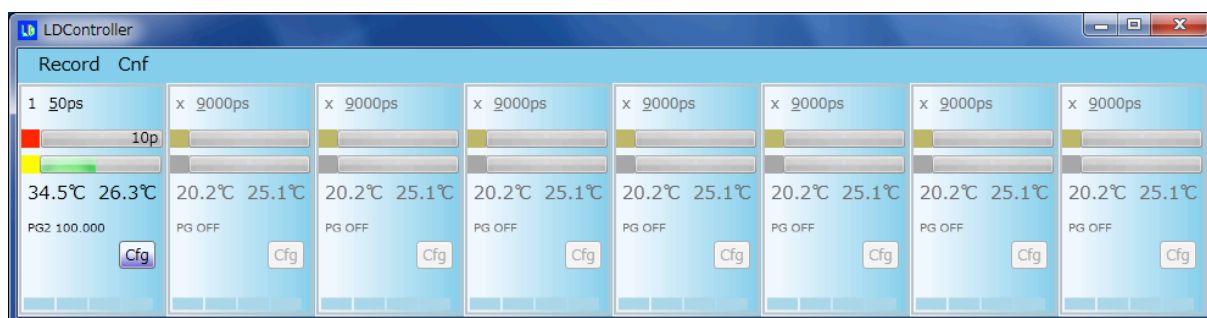 LD LDController
Record Cnf
1 50ps x 9000ps x 9000ps x 9000ps x 9000ps x 9000ps x 9000ps x 9000ps
10p
34.5℃ 26.3℃ 20.2℃ 25.1℃ 20.2℃ 25.1℃ 20.2℃ 25.1℃ 20.2℃ 25.1℃ 20.2℃ 25.1℃ 20.2℃ 25.1℃ 20.2℃ 25.1℃
PG2 100.000 PG OFF PG OFF PG OFF PG OFF PG OFF PG OFF PG OFF
Cfg Cfg Cfg Cfg Cfg Cfg Cfg Cfg